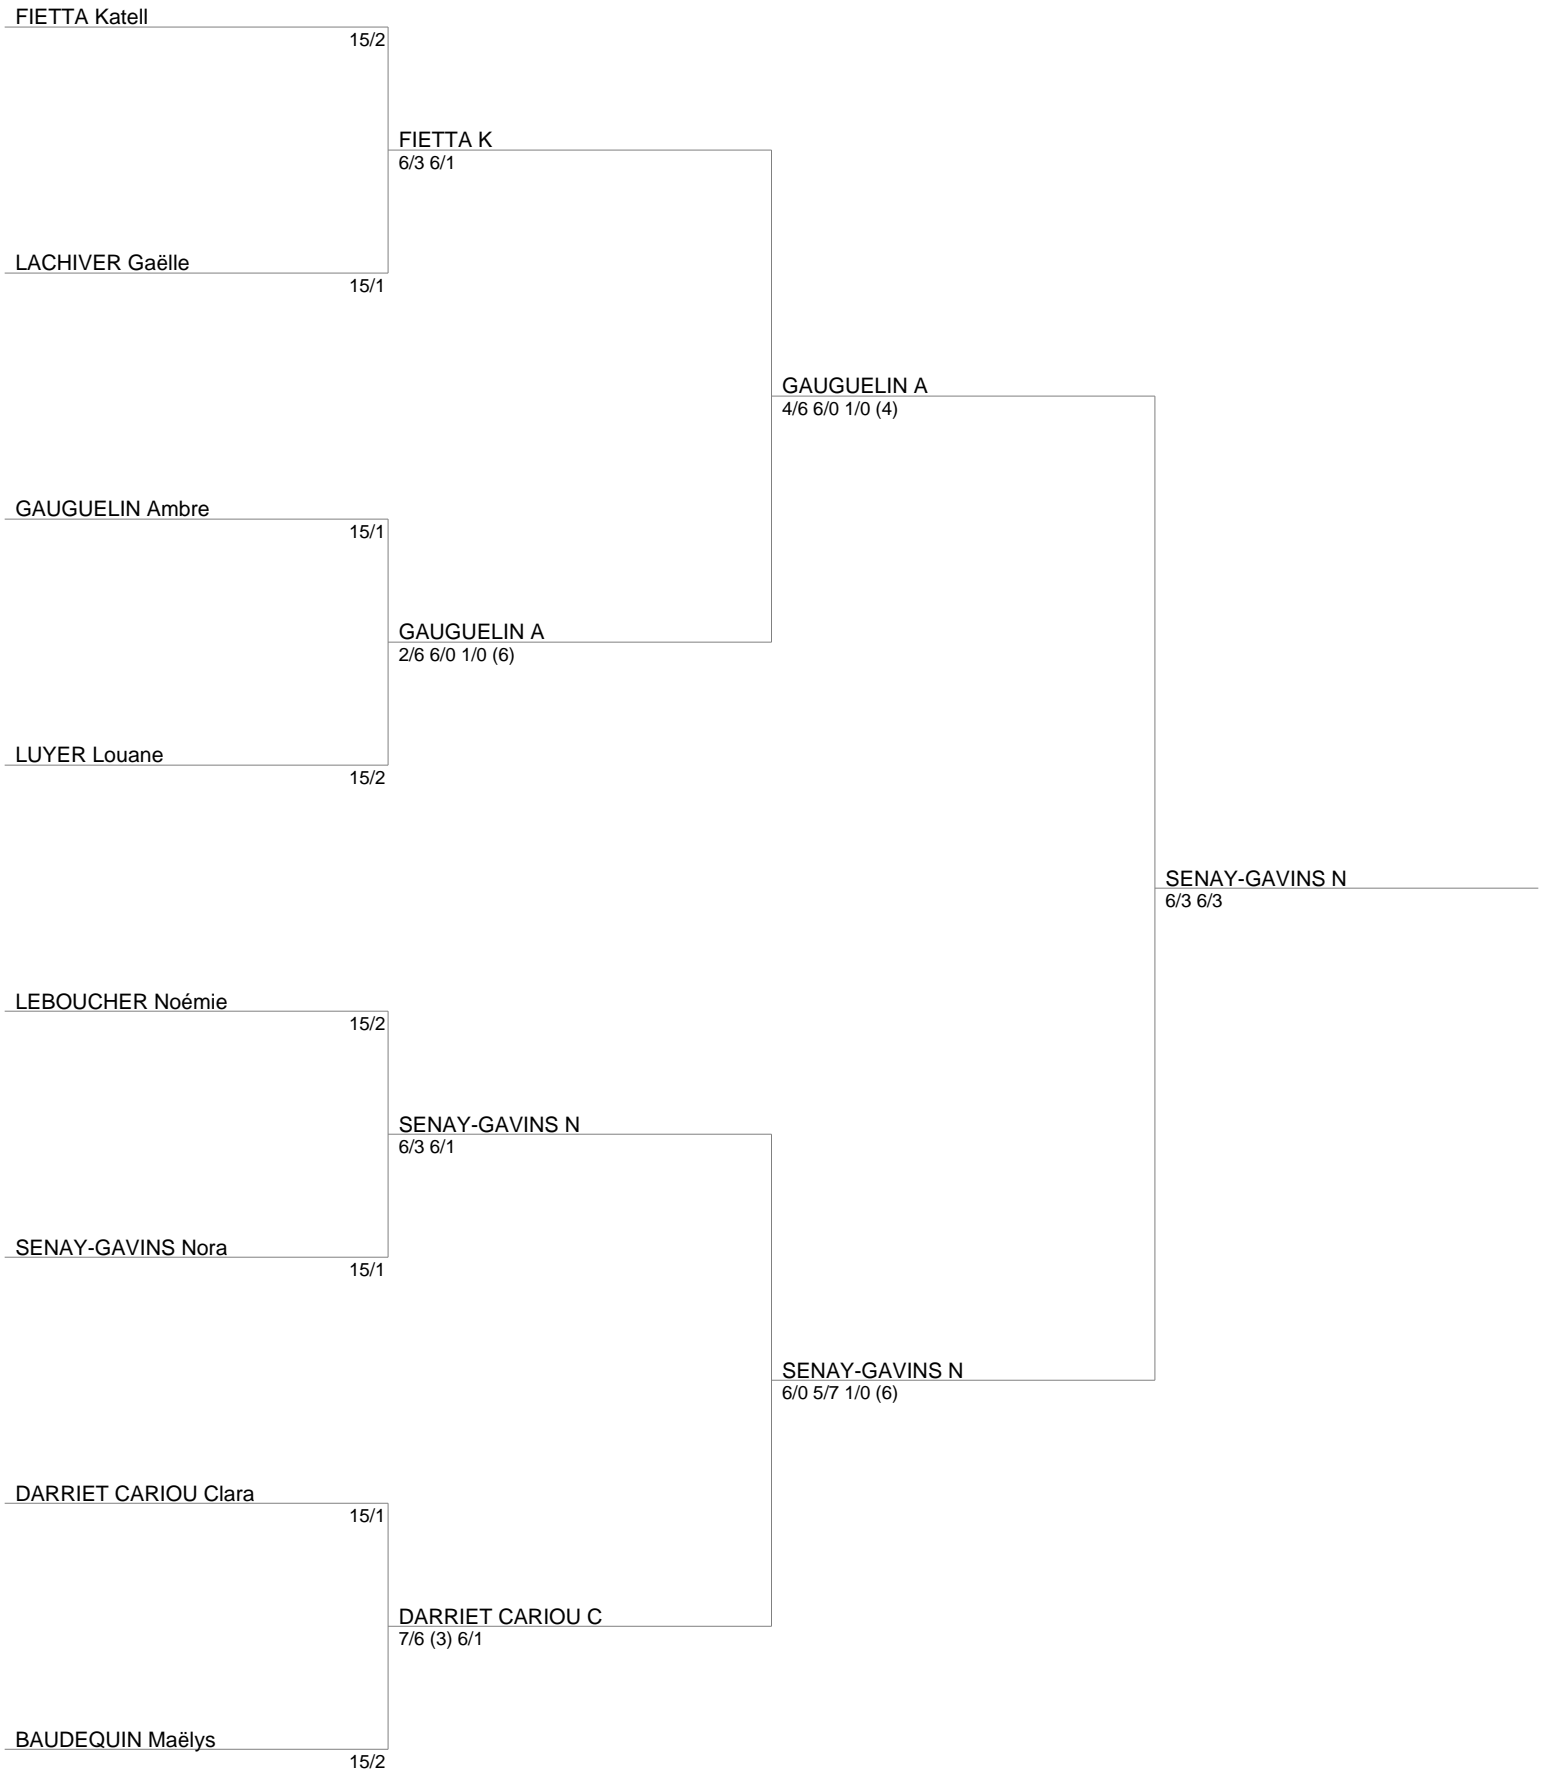 FIETTA Katell
15/2
FIETTA K
6/3 6/1
LACHIVER Gaëlle
15/1
GAUGUELIN A
4/6 6/0 1/0 (4)
GAUGUELIN Ambre
15/1
GAUGUELIN A
2/6 6/0 1/0 (6)
LUYER Louane
15/2
SENAY-GAVINS N
6/3 6/3
LEBOUCHER Noémie
15/2
SENAY-GAVINS N
6/3 6/1
SENAY-GAVINS Nora
15/1
SENAY-GAVINS N
6/0 5/7 1/0 (6)
DARRIET CARIOU Clara
15/1
DARRIET CARIOU C
7/6 (3) 6/1
BAUDEQUIN Maëlys
15/2